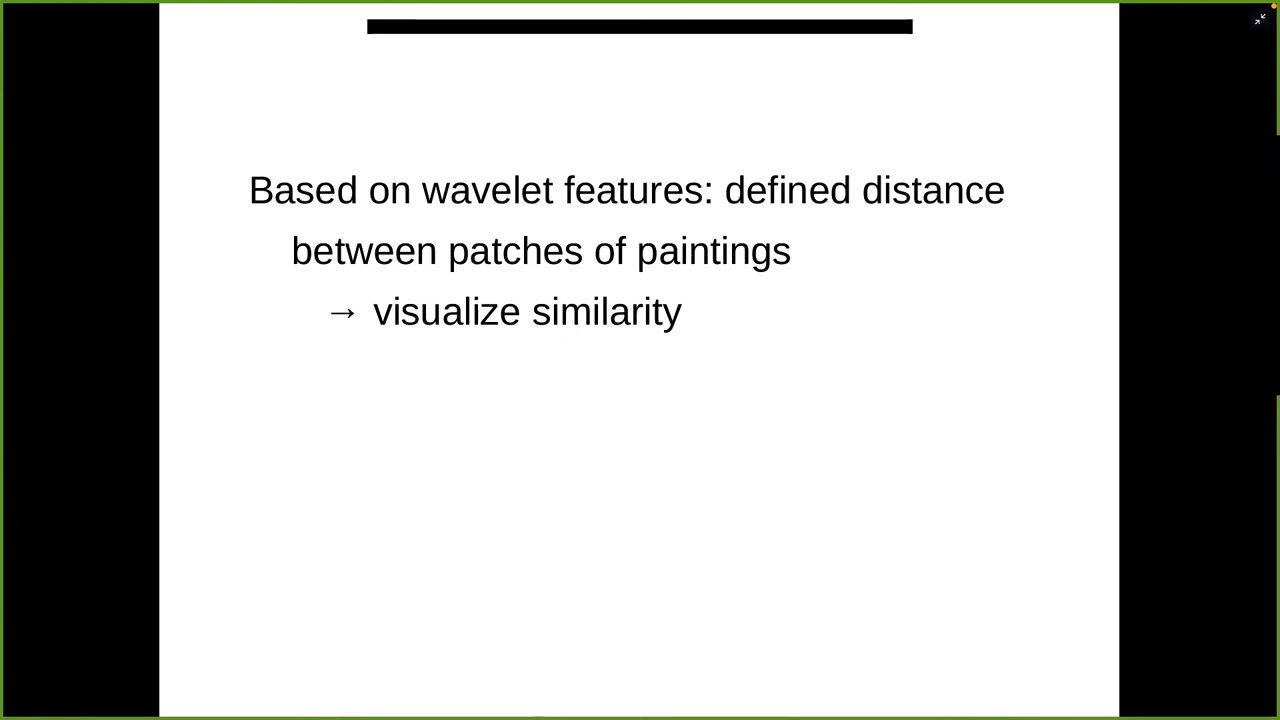 Based on wavelet features: defined distance
between patches of paintings
→ visualize similarity